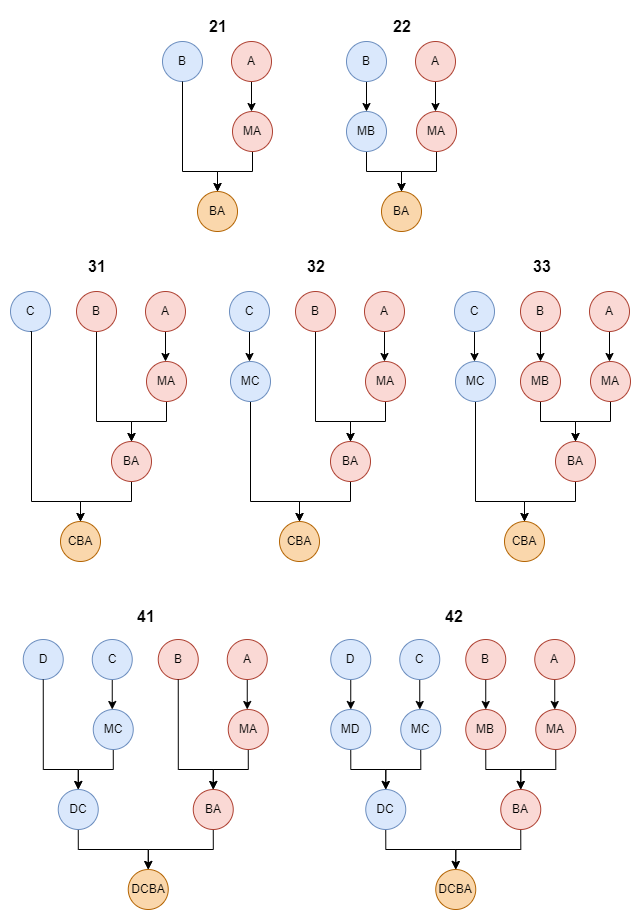 21 22
B A B A
MA MB MA
BA BA
31 32 33
C B A C B A C B A
MA MC MA MC MB MA
BA BA BA
CBA CBA CBA
41 42
D C B A D C B A
MC MA MD MC MB MA
DC BA DC BA
DCBA DCBA